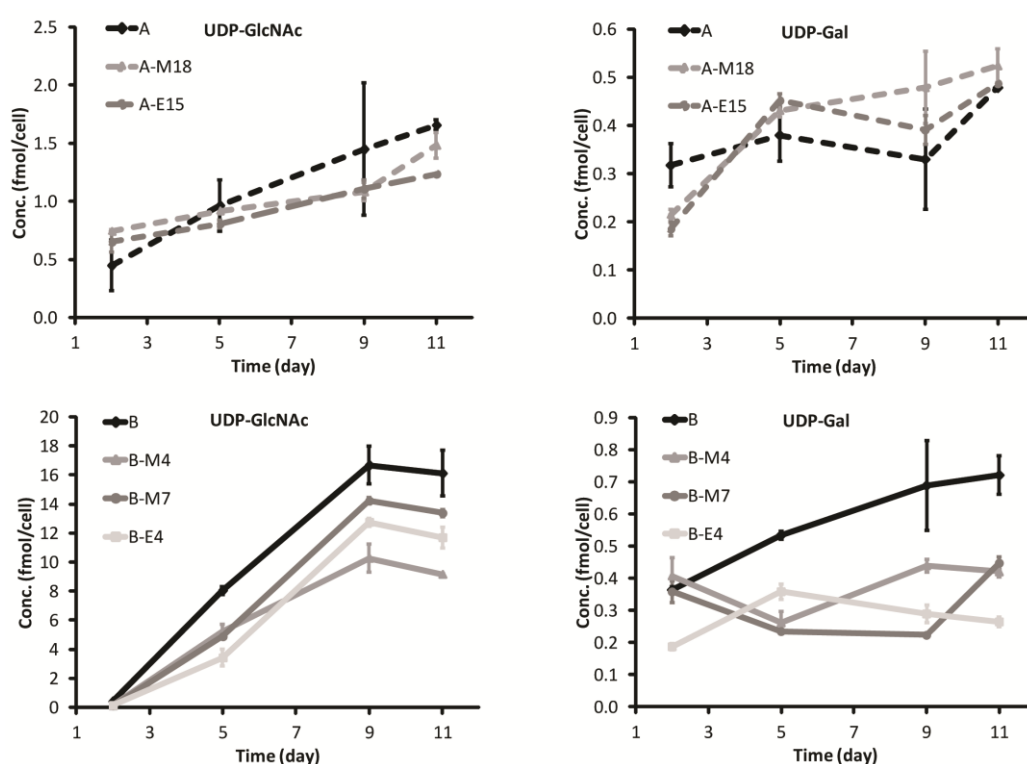 UDP-GlcNAc
A
A-M18
A-E15
Conc. (fmol/cell)
2.5
2.0
1.5
1.0
0.5
0.0
1 3 5 7 9 11
Time (day)
UDP-Gal
A
A-M18
A-E15
Conc. (fmol/cell)
0.6
0.5
0.4
0.3
0.2
0.1
0.0
1 3 5 7 9 11
Time (day)
UDP-GlcNAc
B
B-M4
B-M7
B-E4
Conc. (fmol/cell)
20
18
16
14
12
10
8
6
4
2
0
1 3 5 7 9 11
Time (day)
UDP-Gal
B
B-M4
B-M7
B-E4
Conc. (fmol/cell)
0.9
0.8
0.7
0.6
0.5
0.4
0.3
0.2
0.1
0.0
1 3 5 7 9 11
Time (day)